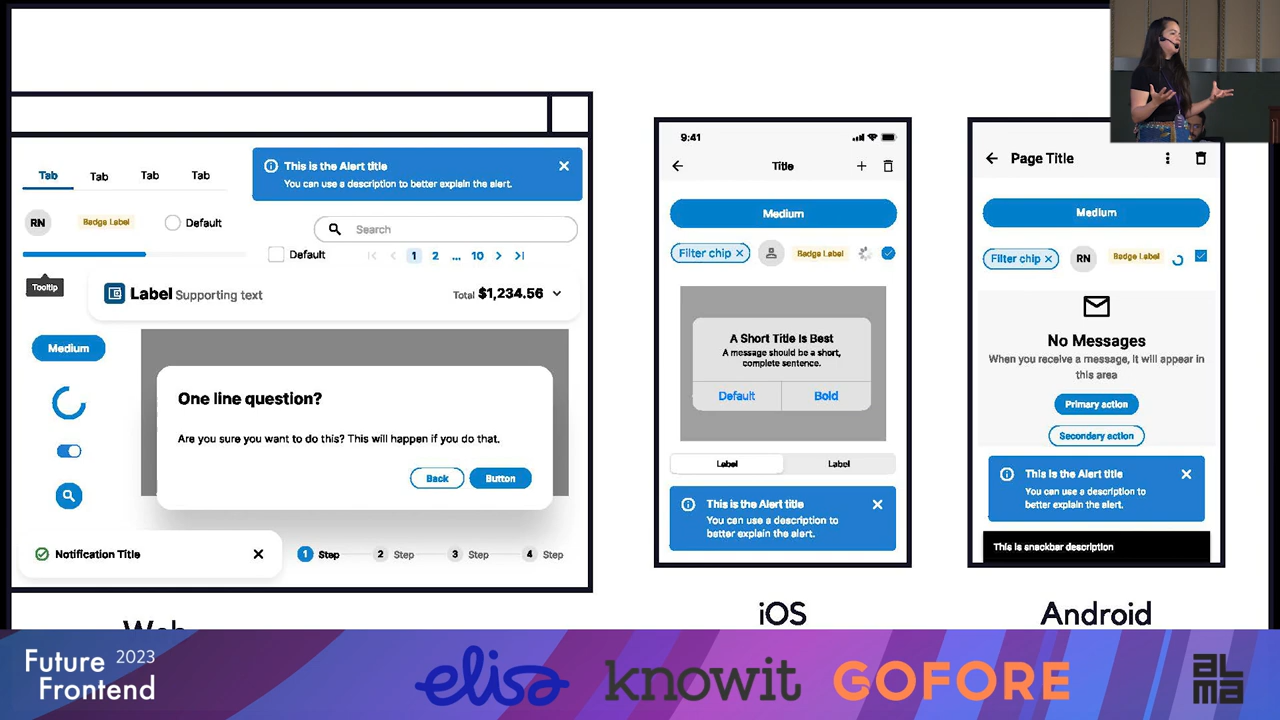 Tab Tab Tab Tab
This is the Alert title
You can use a description to better explain the alert.
RN Badge Label Default
Search
Default 1 2 ... 10
Tooltip
Label Supporting text Total $1,234.56
Medium
One line question?
Are you sure you want to do this? This will happen if you do that.
Back Button
Notification Title
1 Step 2 Step 3 Step 4 Step
Web
9:41
Title
Medium
Filter chip Badge Label
A Short Title Is Best
A message should be a short,
complete sentence.
Default Bold
Label Label
This is the Alert title
You can use a description to
better explain the alert.
iOS
Page Title
Medium
Filter chip RN Badge Label
No Messages
When you receive a message, it will appear in
this area
Primary action
Secondary action
This is the Alert title
You can use a description to
better explain the alert.
This is snackbar description
Android
Future 2023
Frontend
elisa
knowit
GOFORE
aL
ma